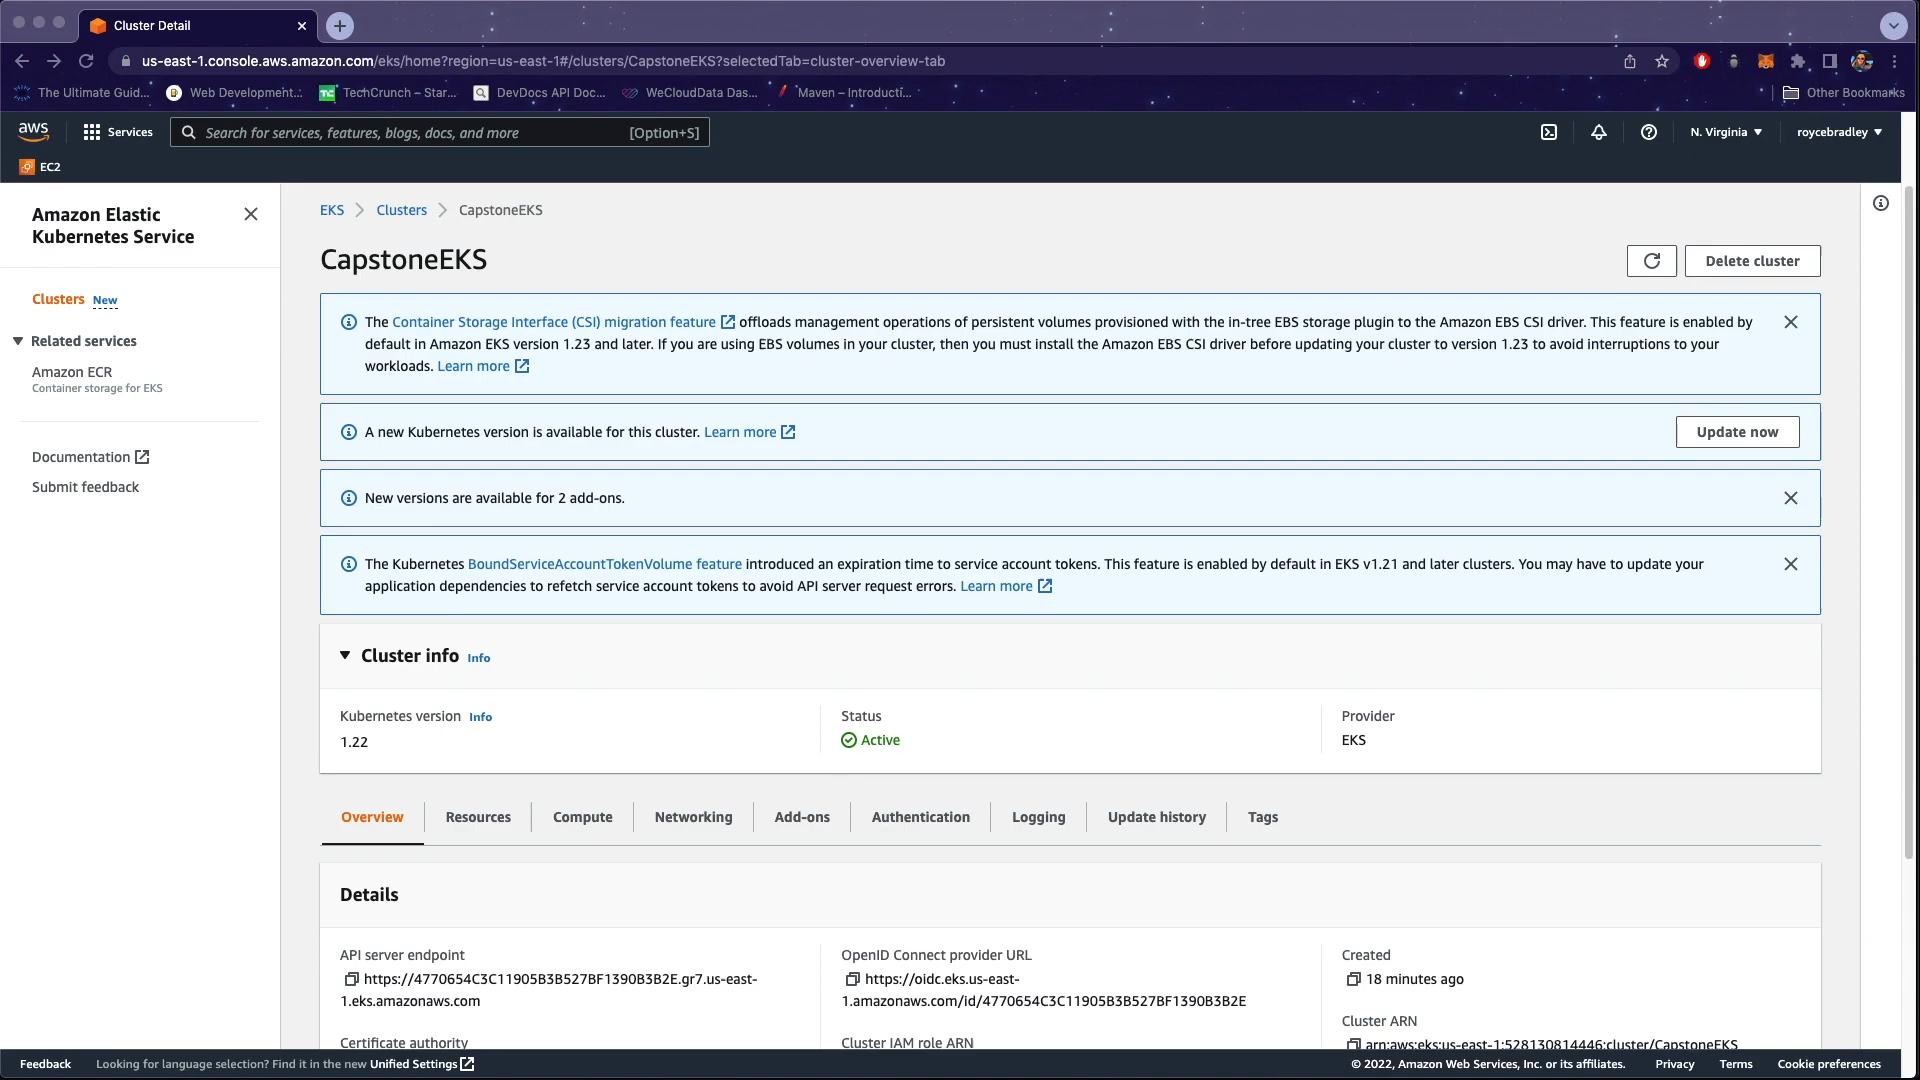 Cluster Detail
us-east-1.console.aws.amazon.com/eks/home?region=us-east-1#/clusters/CapstoneEKS?selectedTab=cluster-overview-tab
The Ultimate Guid...
Web Development...
TechCrunch – Star...
DevDocs API Doc...
WeCloudData Das...
Maven – Introducti...
Other Bookmarks
aws
Services
Search for services, features, blogs, docs, and more
[Option+S]
N. Virginia
roycebradley
EC2
Amazon Elastic
Kubernetes Service
Clusters New
Related services
Amazon ECR
Container storage for EKS
Documentation
Submit feedback
EKS
Clusters
CapstoneEKS
CapstoneEKS
Delete cluster
The Container Storage Interface (CSI) migration feature offloads management operations of persistent volumes provisioned with the in-tree EBS storage plugin to the Amazon EBS CSI driver. This feature is enabled by
default in Amazon EKS version 1.23 and later. If you are using EBS volumes in your cluster, then you must install the Amazon EBS CSI driver before updating your cluster to version 1.23 to avoid interruptions to your
workloads. Learn more
A new Kubernetes version is available for this cluster. Learn more
Update now
New versions are available for 2 add-ons.
The Kubernetes BoundServiceAccountTokenVolume feature introduced an expiration time to service account tokens. This feature is enabled by default in EKS v1.21 and later clusters. You may have to update your
application dependencies to refetch service account tokens to avoid API server request errors. Learn more
Cluster info Info
Kubernetes version Info
1.22
Status
Active
Provider
EKS
Overview
Resources
Compute
Networking
Add-ons
Authentication
Logging
Update history
Tags
Details
API server endpoint
https://4770654C3C11905B3B527BF1390B3B2E.gr7.us-east-
1.eks.amazonaws.com
Certificate authority
OpenID Connect provider URL
https://oidc.eks.us-east-
1.amazonaws.com/id/4770654C3C11905B3B527BF1390B3B2E
Cluster IAM role ARN
Created
18 minutes ago
Cluster ARN
arn:aws:eks:us-east-1:528130814446:cluster/CapstoneEKS
Feedback
Looking for language selection? Find it in the new Unified Settings
© 2022, Amazon Web Services, Inc. or its affiliates.
Privacy
Terms
Cookie preferences